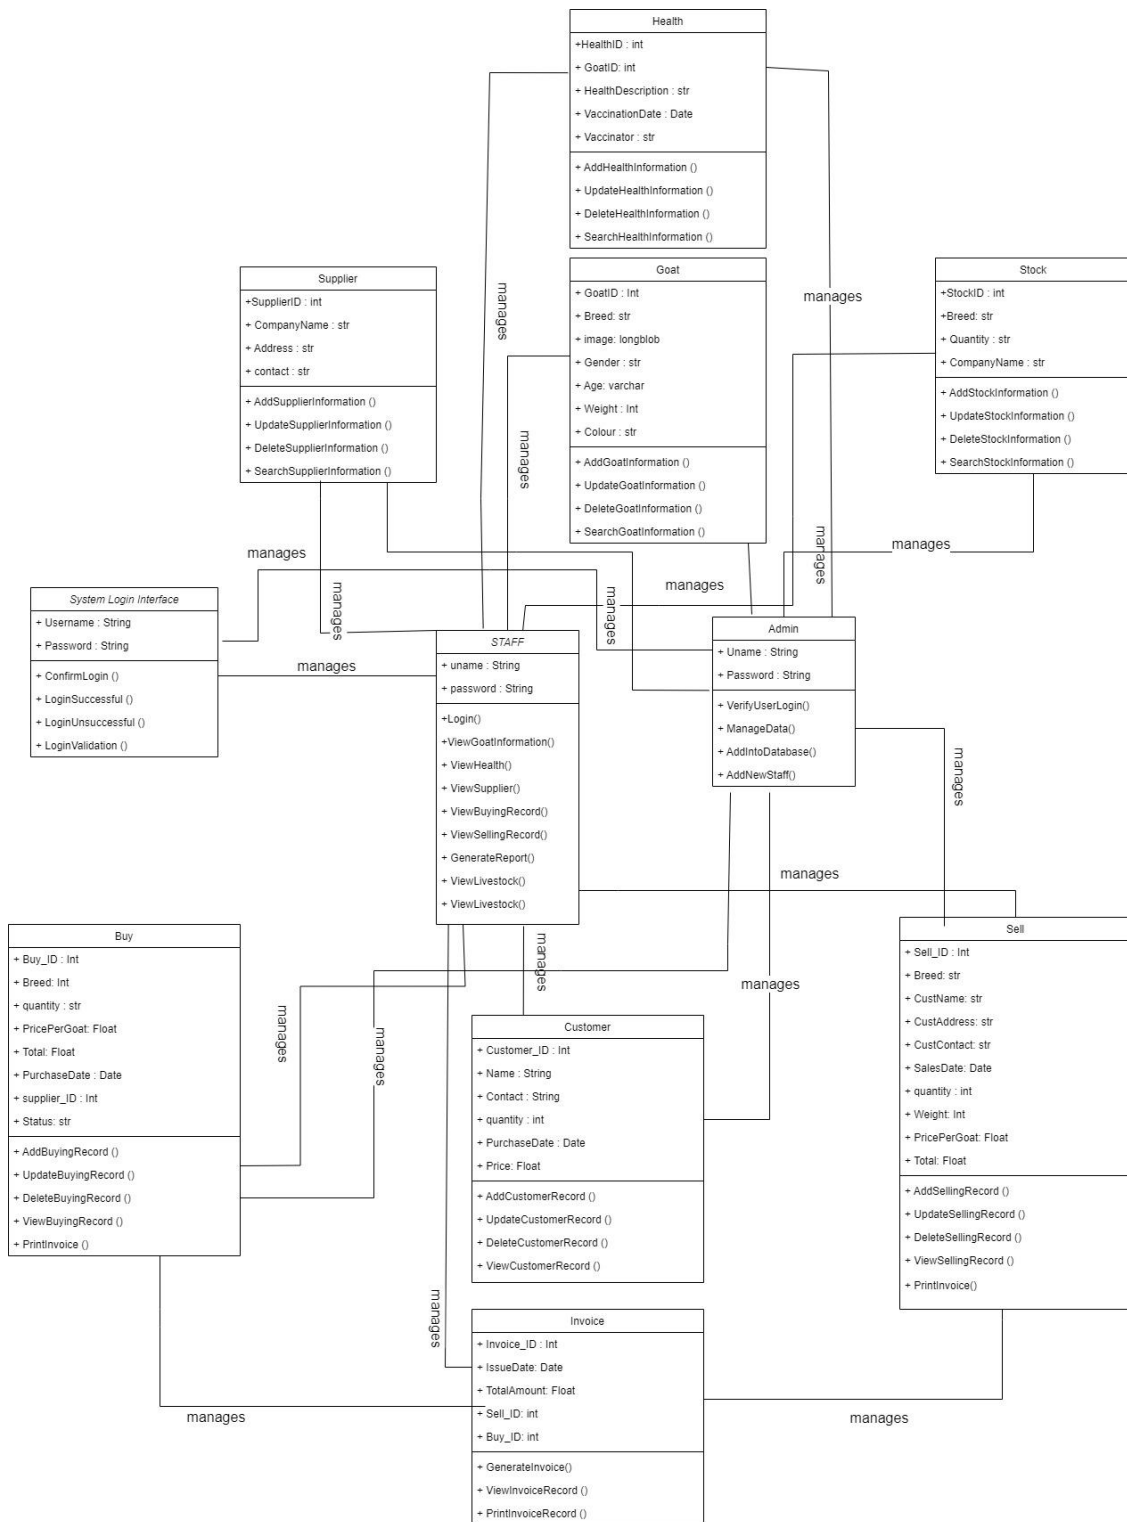 Health
+HealthID : int
+ GoatID: int
+ HealthDescription : str
+ VaccinationDate : Date
+ Vaccinator : str
+ AddHealthInformation ()
+ UpdateHealthInformation ()
+ DeleteHealthInformation ()
+ SearchHealthInformation ()
manages
manages
Supplier
+SupplierID : int
+ CompanyName : str
+ Address : str
+ contact : str
+ AddSupplierInformation ()
+ UpdateSupplierInformation ()
+ DeleteSupplierInformation ()
+ SearchSupplierInformation ()
Goat
+ GoatID : Int
+ Breed: str
+ image: longblob
+ Gender : str
+ Age: varchar
+ Weight : Int
+ Colour : str
+ AddGoatInformation ()
+ UpdateGoatInformation ()
+ DeleteGoatInformation ()
+ SearchGoatInformation ()
Stock
+StockID : int
+Breed: str
+ Quantity : str
+ CompanyName : str
+ AddStockInformation ()
+ UpdateStockInformation ()
+ DeleteStockInformation ()
+ SearchStockInformation ()
manages
manages
manages
manages
manages
manages
manages
System Login Interface
+ Username : String
+ Password : String
+ ConfirmLogin ()
+ LoginSuccessful ()
+ LoginUnsuccessful ()
+ LoginValidation ()
manages
STAFF
+ uname : String
+ password : String
+Login()
+ViewGoatInformation()
+ ViewHealth()
+ ViewSupplier()
+ ViewBuyingRecord()
+ ViewSellingRecord()
+ GenerateReport()
+ ViewLivestock()
+ ViewLivestock()
Admin
+ Uname : String
+ Password : String
+ VerifyUserLogin()
+ ManageData()
+ AddIntoDatabase()
+ AddNewStaff()
manages
manages
manages
manages
manages
manages
Buy
+ Buy_ID : Int
+ Breed: Int
+ quantity : str
+ PricePerGoat: Float
+ Total: Float
+ PurchaseDate : Date
+ supplier_ID : Int
+ Status: str
+ AddBuyingRecord ()
+ UpdateBuyingRecord ()
+ DeleteBuyingRecord ()
+ ViewBuyingRecord ()
+ PrintInvoice ()
Customer
+ Customer_ID : Int
+ Name : String
+ Contact : String
+ quantity : int
+ PurchaseDate : Date
+ Price: Float
+ AddCustomerRecord ()
+ UpdateCustomerRecord ()
+ DeleteCustomerRecord ()
+ ViewCustomerRecord ()
Sell
+ Sell_ID : Int
+ Breed: str
+ CustName: str
+ CustAddress: str
+ CustContact: str
+ SalesDate: Date
+ quantity : int
+ Weight: Int
+ PricePerGoat: Float
+ Total: Float
+ AddSellingRecord ()
+ UpdateSellingRecord ()
+ DeleteSellingRecord ()
+ ViewSellingRecord ()
+ PrintInvoice()
manages
Invoice
+ Invoice_ID : Int
+ IssueDate: Date
+ TotalAmount: Float
+ Sell_ID: int
+ Buy_ID: int
+ GenerateInvoice()
+ ViewInvoiceRecord ()
+ PrintInvoiceRecord ()
manages
manages